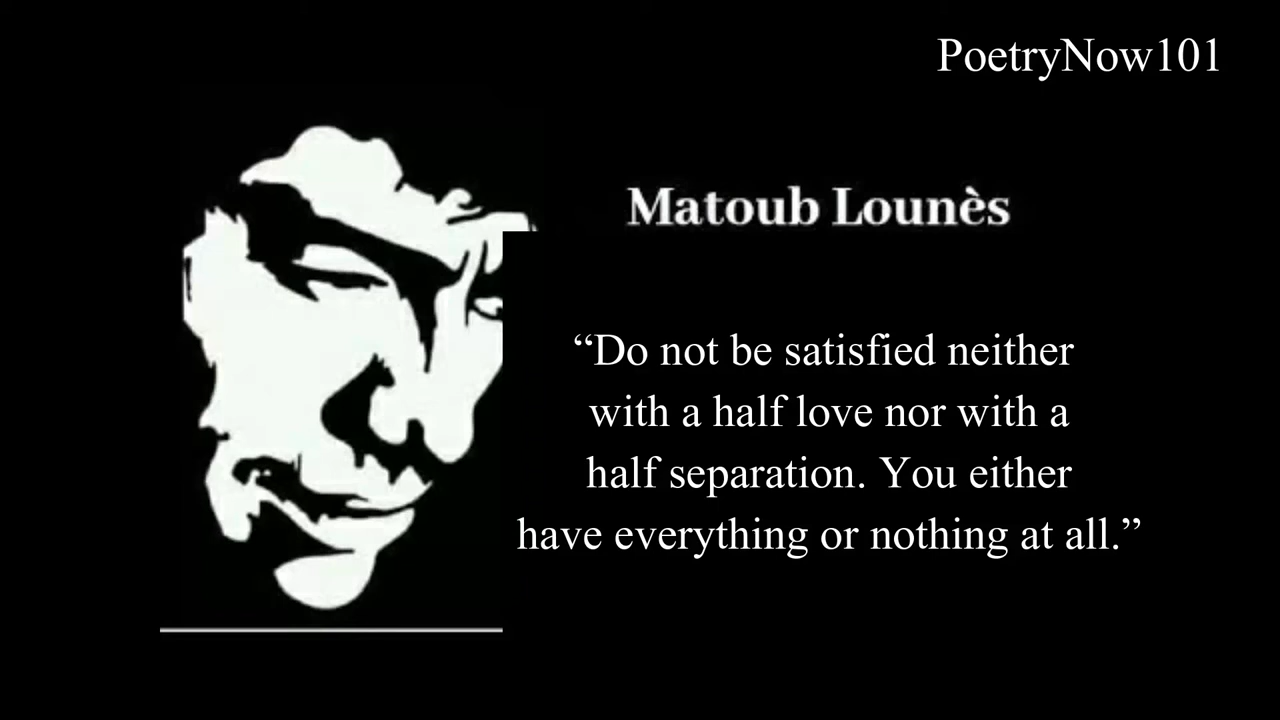 PoetryNow101
Matoub Lounès
“Do not be satisfied neither
with a half love nor with a
half separation. You either
have everything or nothing at all.”